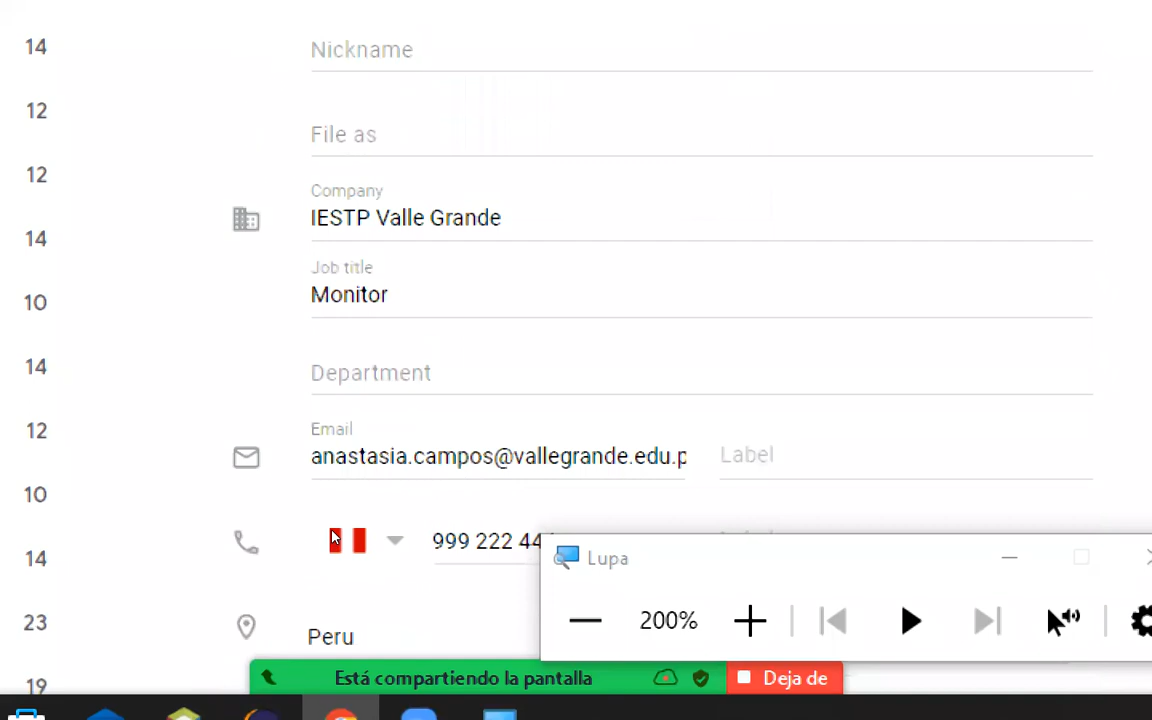 14
Nickname
12
File as
12
Company
IESTP Valle Grande
14
Job title
10
Monitor
14
Department
12
Email
anastasia.campos@vallegrande.edu.p
Label
10
999 222 44
14
Lupa
23
200%
Peru
19
Está compartiendo la pantalla
Deja de